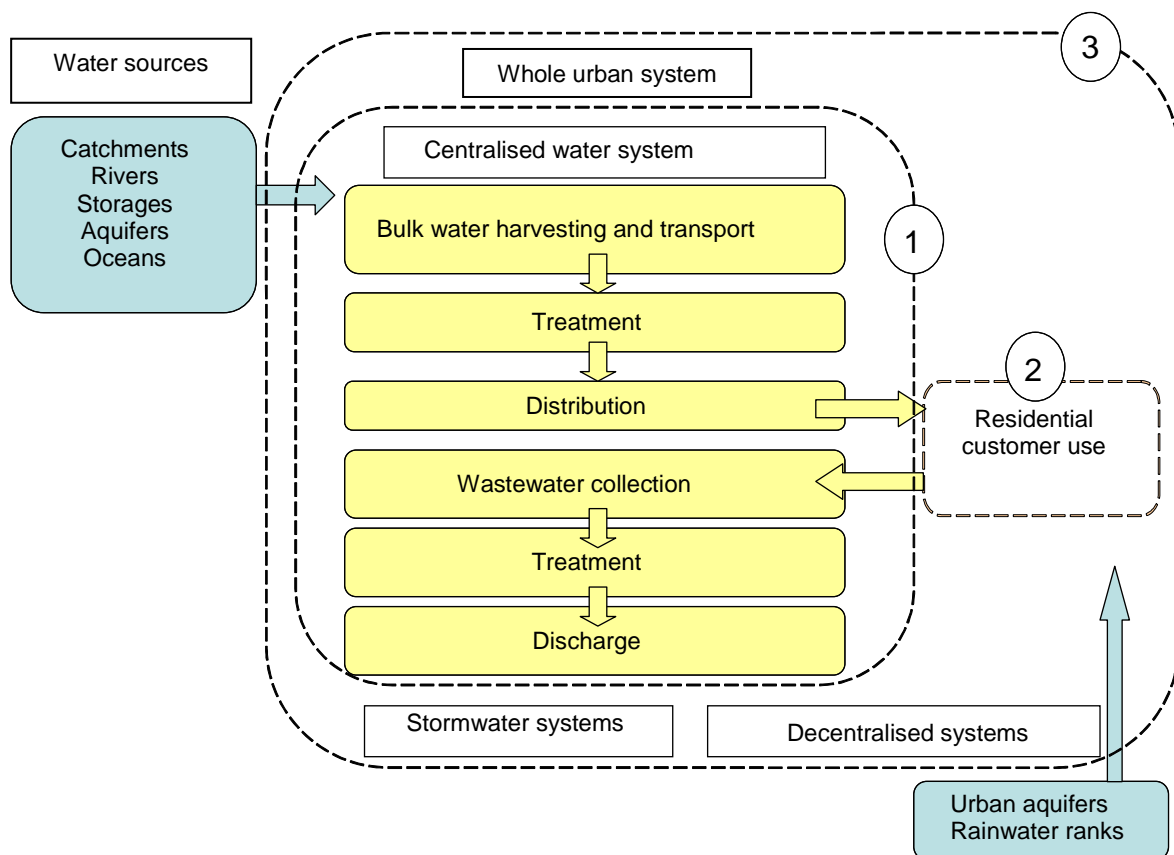 Water sources
Catchments
Rivers
Storages
Aquifers
Oceans
Whole urban system
3
Centralised water system
1
Bulk water harvesting and transport
Treatment
Distribution
2
Residential
customer use
Wastewater collection
Treatment
Discharge
Stormwater systems
Decentralised systems
Urban aquifers
Rainwater ranks